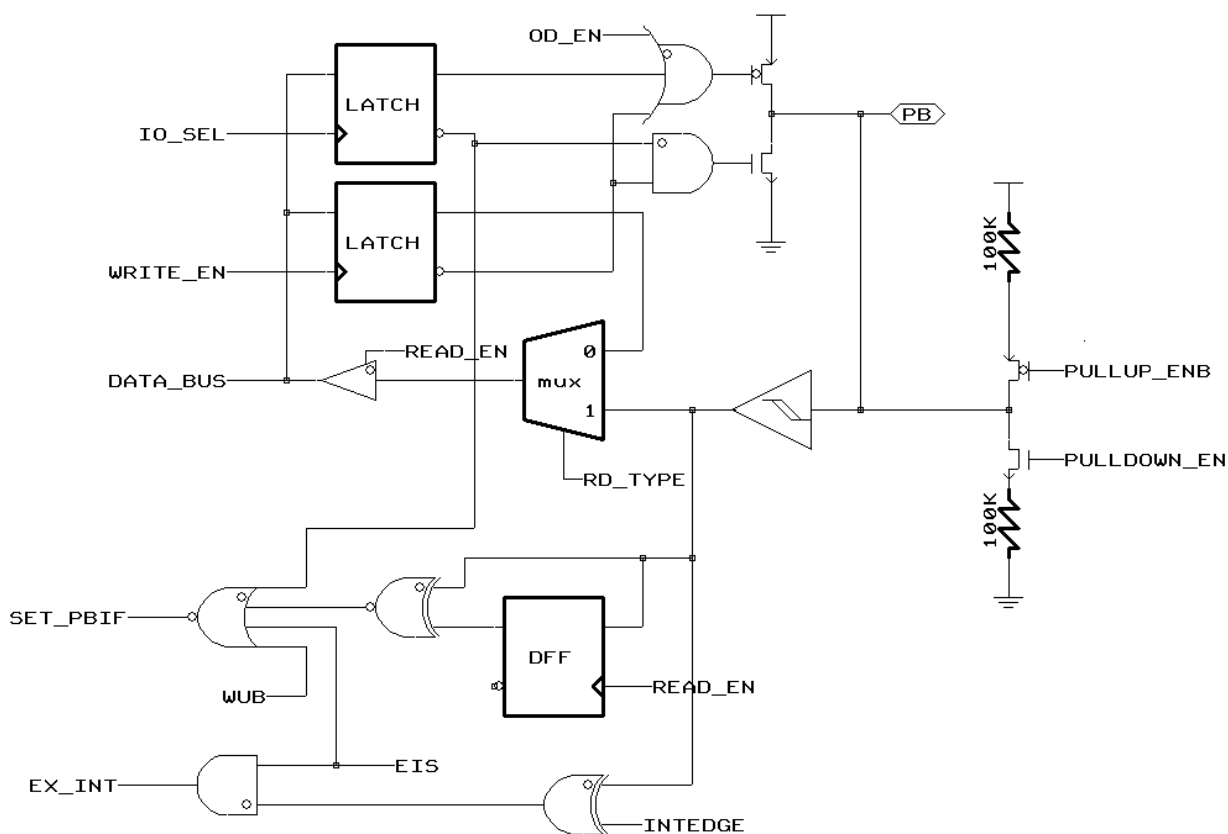 OD_EN
LATCH
PB
IO_SEL
LATCH
100K
WRITE_EN
READ_EN
0
DATA_BUS
mux
PULLUP_ENB
1
PULLDOWN_EN
RD_TYPE
100K
SET_PBIF
DFF
WUB
READ_EN
EX_INT
EIS
INTEDGE